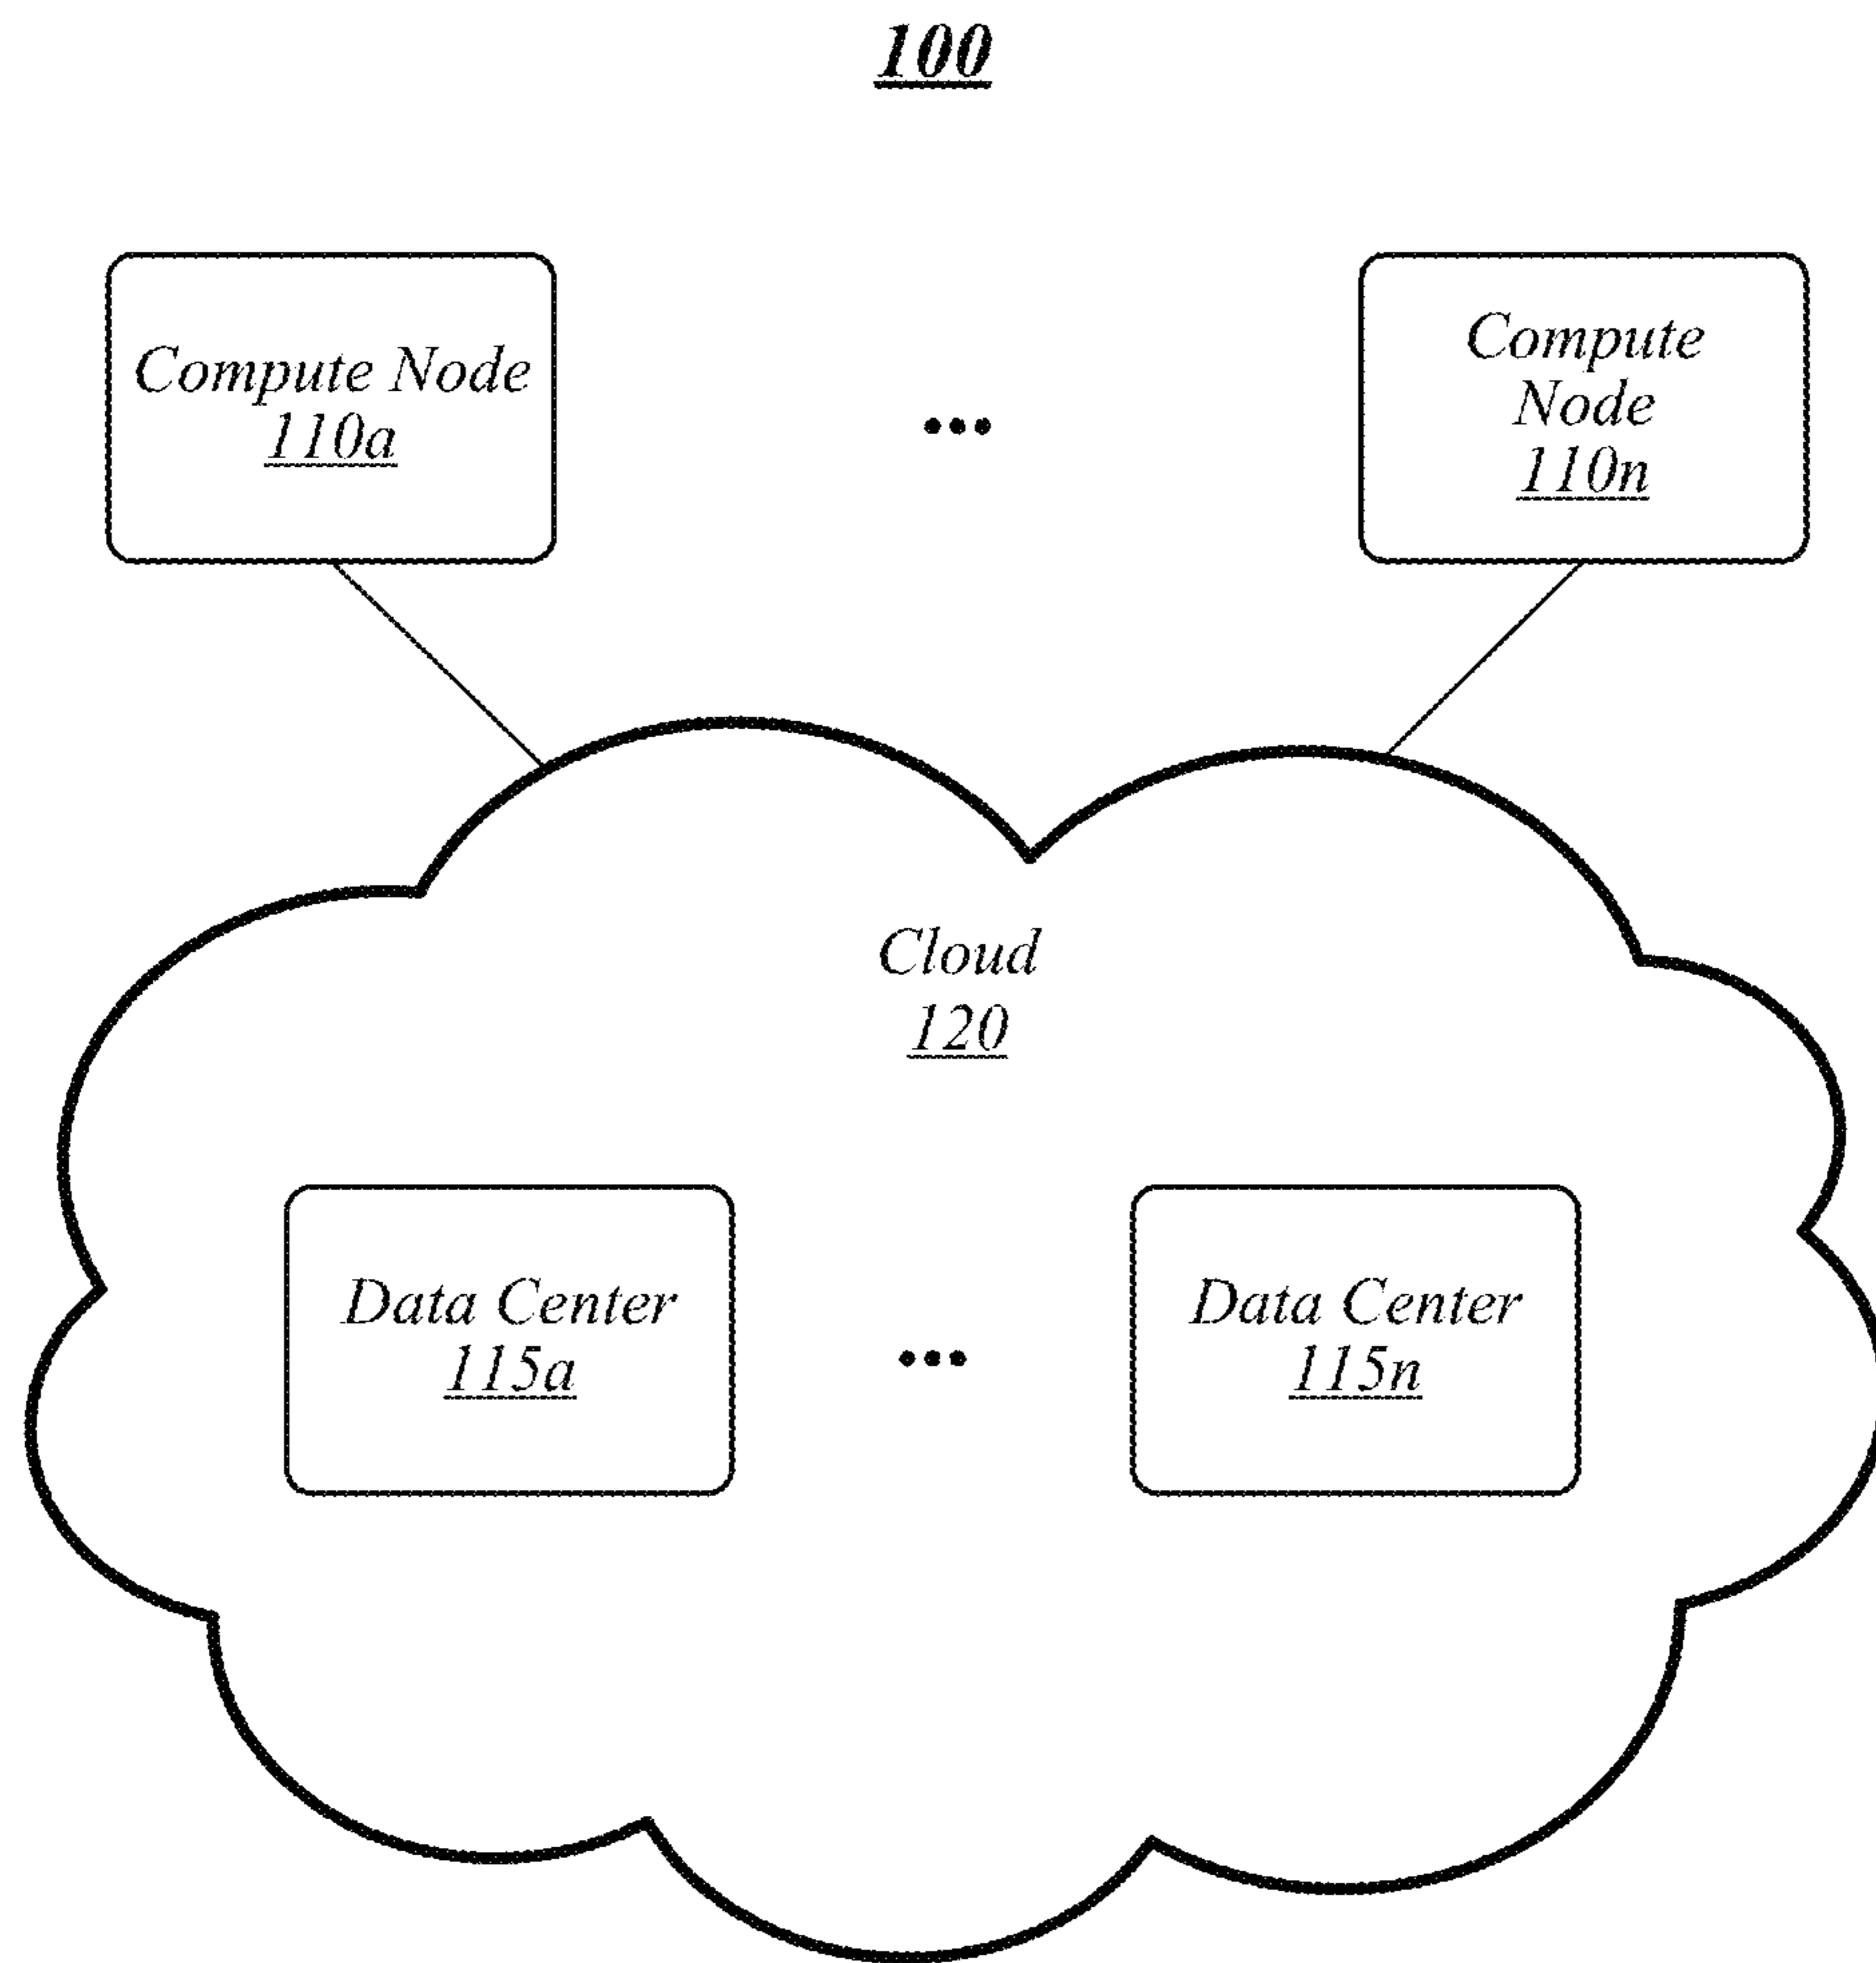 100
Compute Node
110a
•••
Compute
Node
110n
Cloud
120
Data Center
115a
•••
Data Center
115n